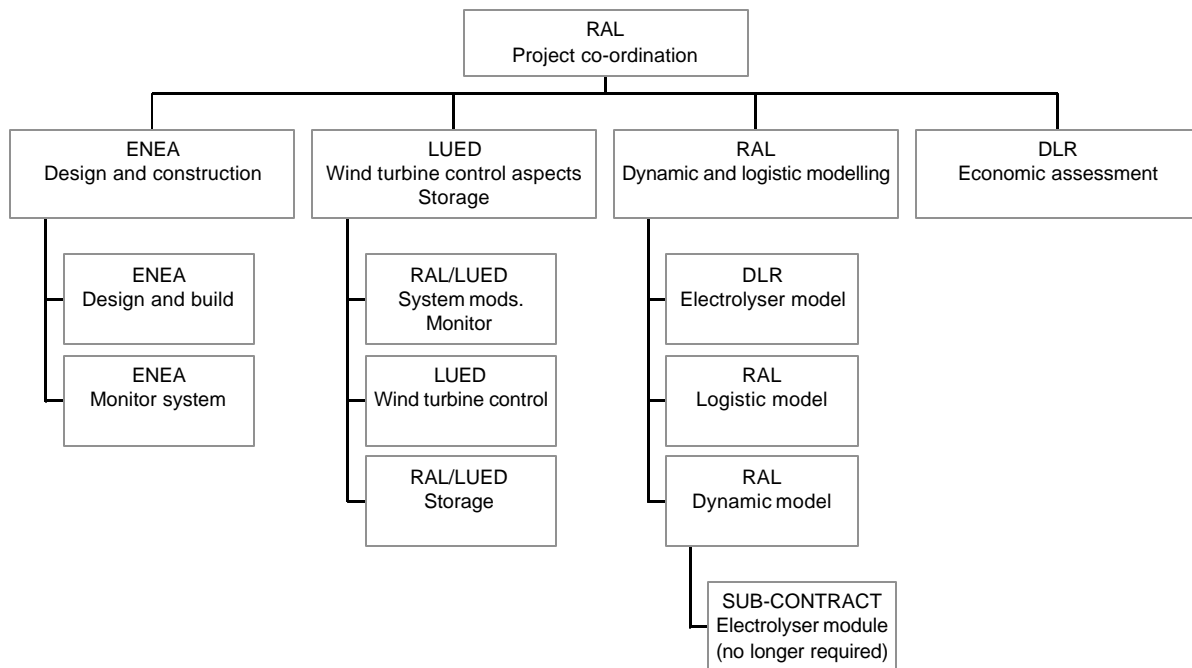 RAL
Project co-ordination
ENEA
Design and construction
LUED
Wind turbine control aspects
Storage
RAL
Dynamic and logistic modelling
DLR
Economic assessment
ENEA
Design and build
ENEA
Monitor system
RAL/LUED
System mods.
Monitor
LUED
Wind turbine control
RAL/LUED
Storage
DLR
Electrolyser model
RAL
Logistic model
RAL
Dynamic model
SUB-CONTRACT
Electrolyser module
(no longer required)